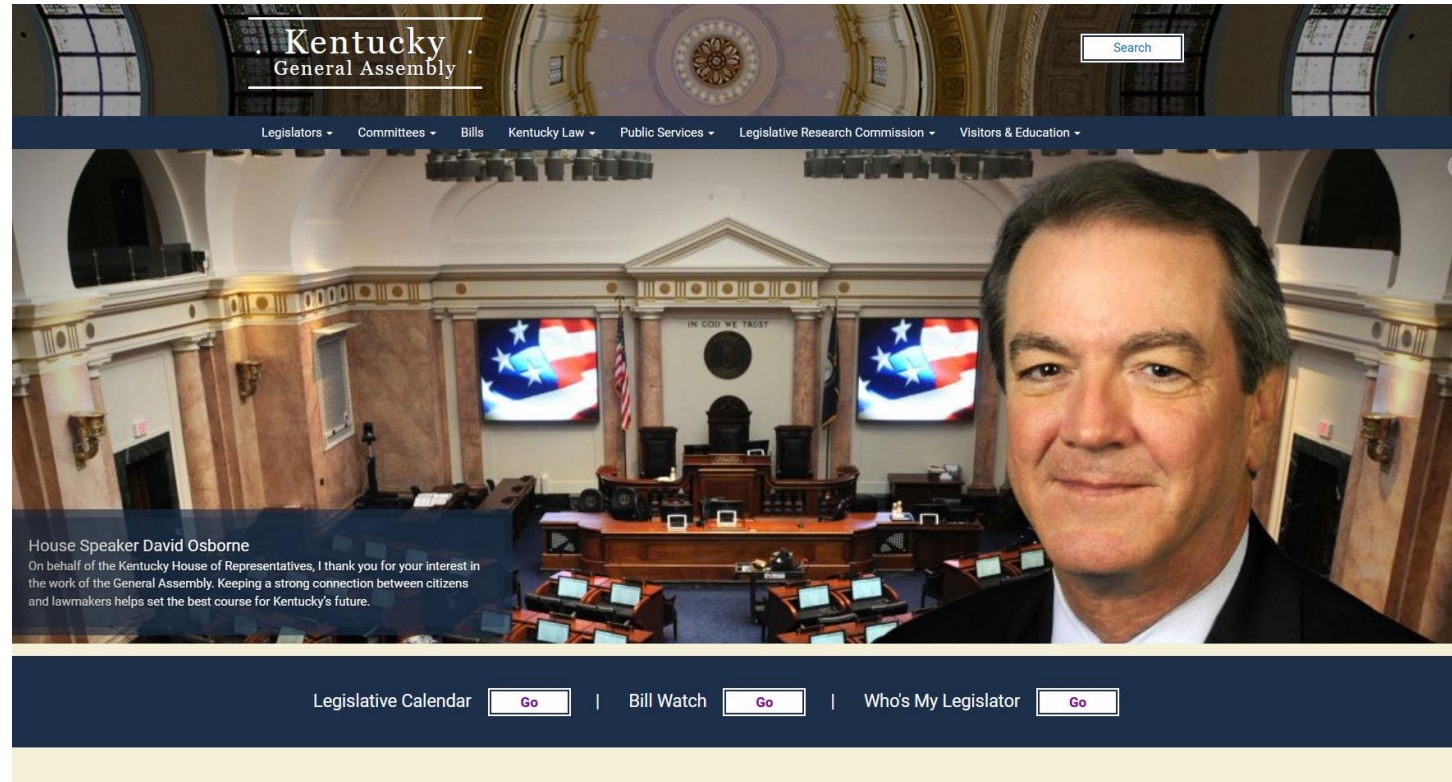 . Kentucky .
General Assembly
Search
Legislators
Committees
Bills
Kentucky Law
Public Services
Legislative Research Commission
Visitors & Education
IN GOD WE TRUST
House Speaker David Osborne
On behalf of the Kentucky House of Representatives, I thank you for your interest in
the work of the General Assembly. Keeping a strong connection between citizens
and lawmakers helps set the best course for Kentucky's future.
Legislative Calendar Go | Bill Watch Go | Who's My Legislator Go